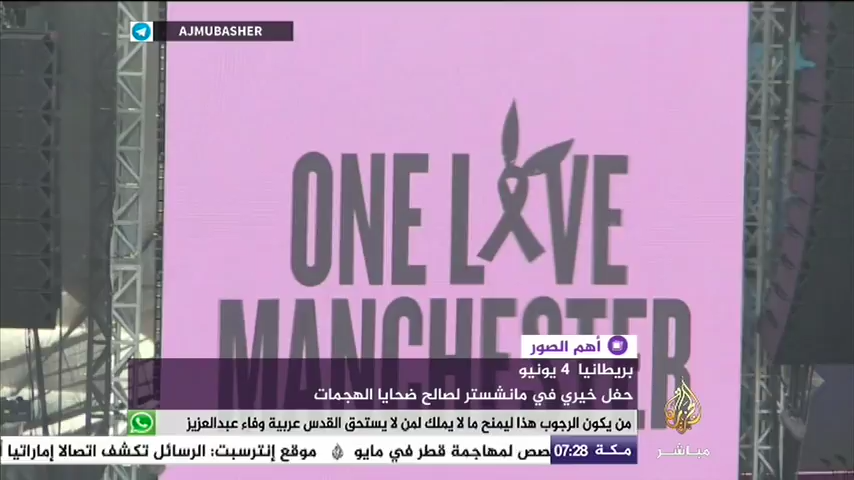 AJMUBASHER
ONE LOVE
MANCHESTER
أهم الصور
بريطانيا 4 يونيو
حفل خيري في مانشستر لصالح ضحايا الهجمات
من يكون الرجوب هذا ليمنح ما لا يملك لمن لا يستحق القدس عربية وفاء عبدالعزيز
مكة 07:28
صص لمهاجمة قطر في مايو موقع إنترسبت: الرسائل تكشف اتصالا إماراتيا
مباشر